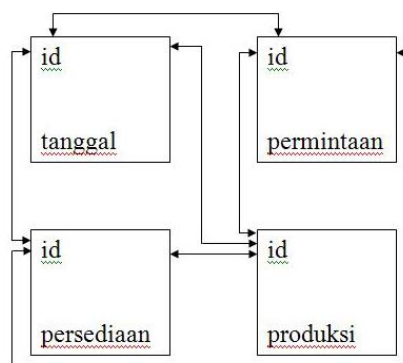 id
tanggal
id
permintaan
id
persediaan
id
produksi